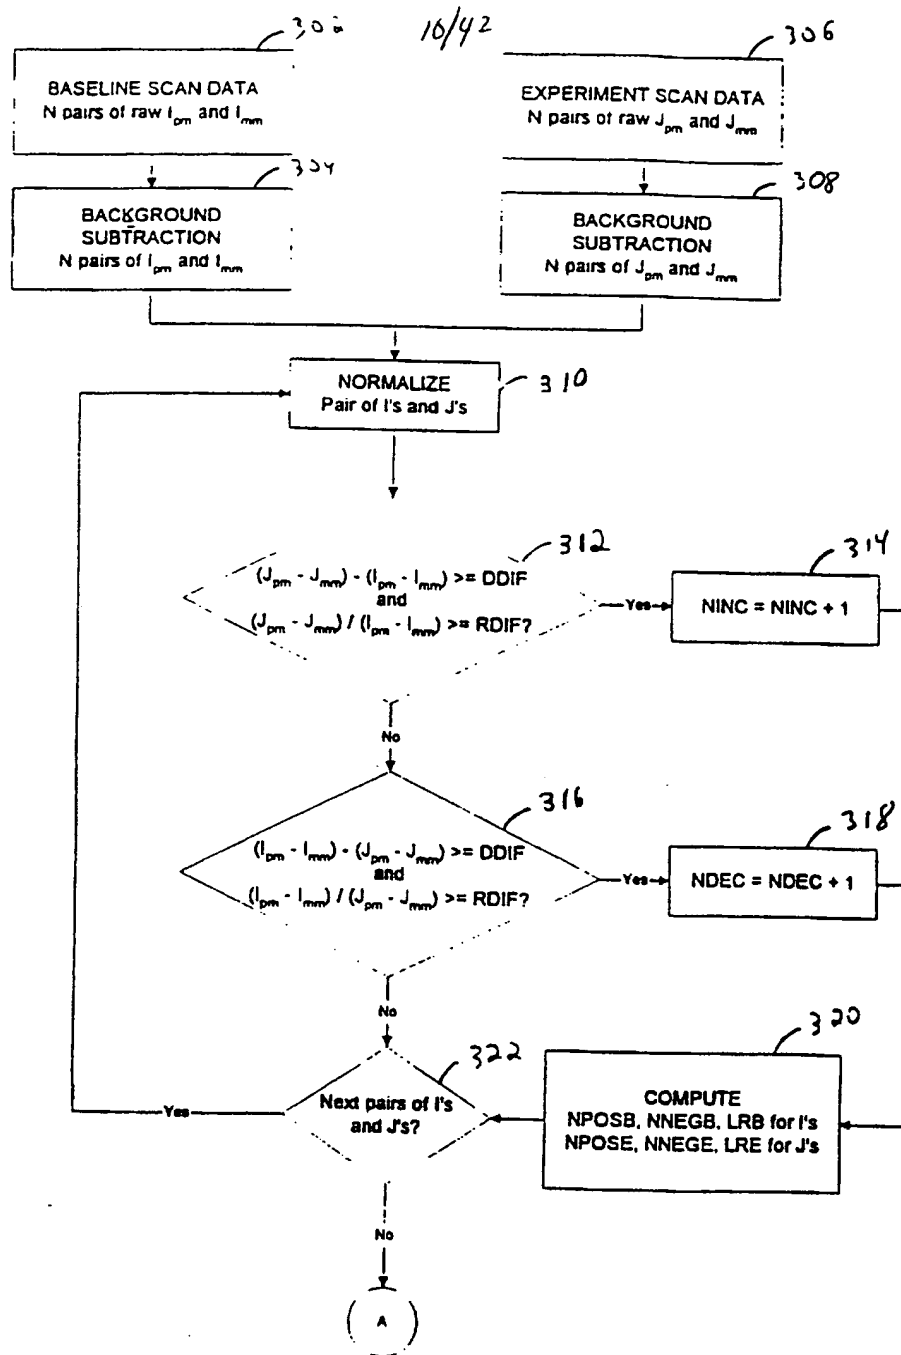 302
10/42
306
BASELINE SCAN DATA
N pairs of raw I_pm and I_mm
EXPERIMENT SCAN DATA
N pairs of raw J_pm and J_mm
304
308
BACKGROUND
SUBTRACTION
N pairs of I_pm and I_mm
BACKGROUND
SUBTRACTION
N pairs of J_pm and J_mm
310
NORMALIZE
Pair of I's and J's
312
(J_pm - J_mm) - (I_pm - I_mm) >= DDIF
and
(J_pm - J_mm) / (I_pm - I_mm) >= RDIF?
Yes
314
NINC = NINC + 1
No
316
(I_pm - I_mm) - (J_pm - J_mm) >= DDIF
and
(I_pm - I_mm) / (J_pm - J_mm) >= RDIF?
Yes
318
NDEC = NDEC + 1
No
322
Next pairs of I's
and J's?
Yes
320
COMPUTE
NPOSB, NNEGB, LRB for I's
NPOSE, NNEGE, LRE for J's
No
A